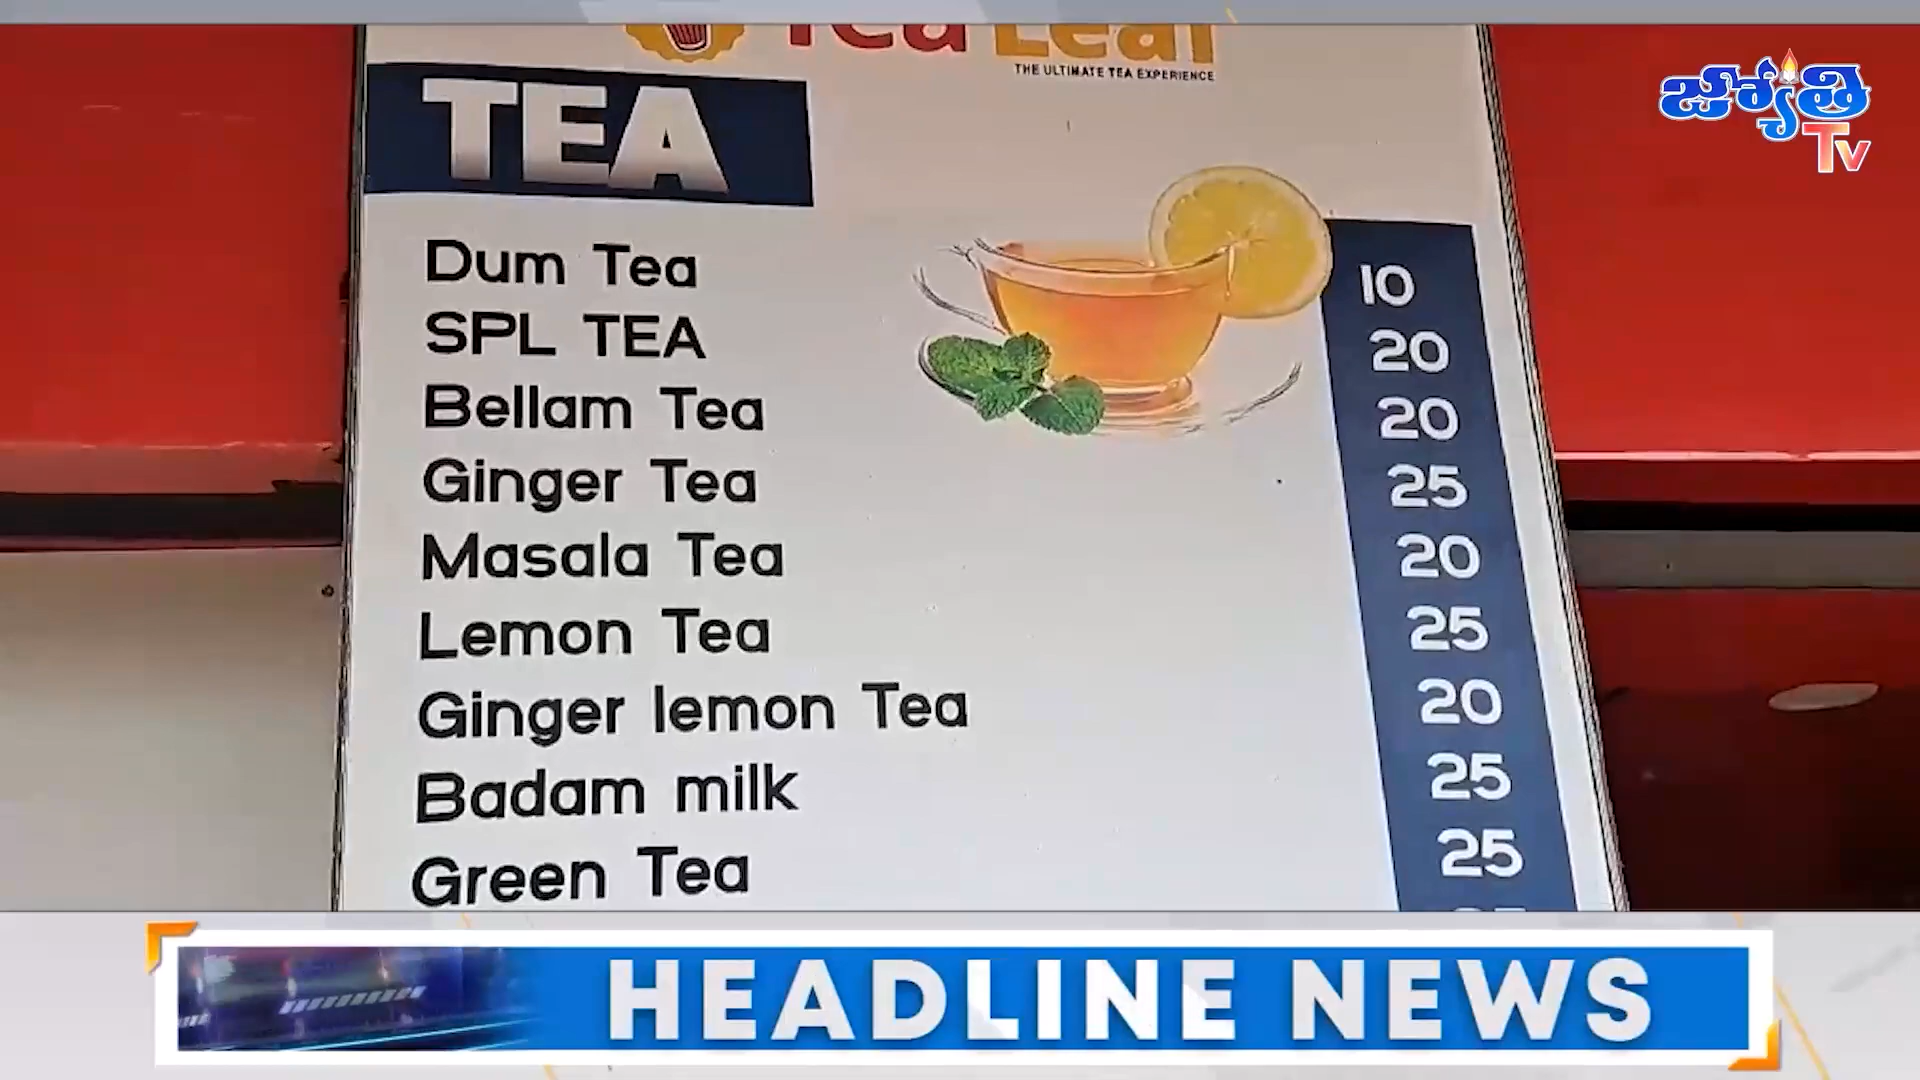 Tea Leaf
THE ULTIMATE TEA EXPERIENCE
జ్యోతి
Tv
TEA
Dum Tea 10
SPL TEA 20
Bellam Tea 20
Ginger Tea 25
Masala Tea 20
Lemon Tea 25
Ginger lemon Tea 20
Badam milk 25
Green Tea 25
HEADLINE NEWS